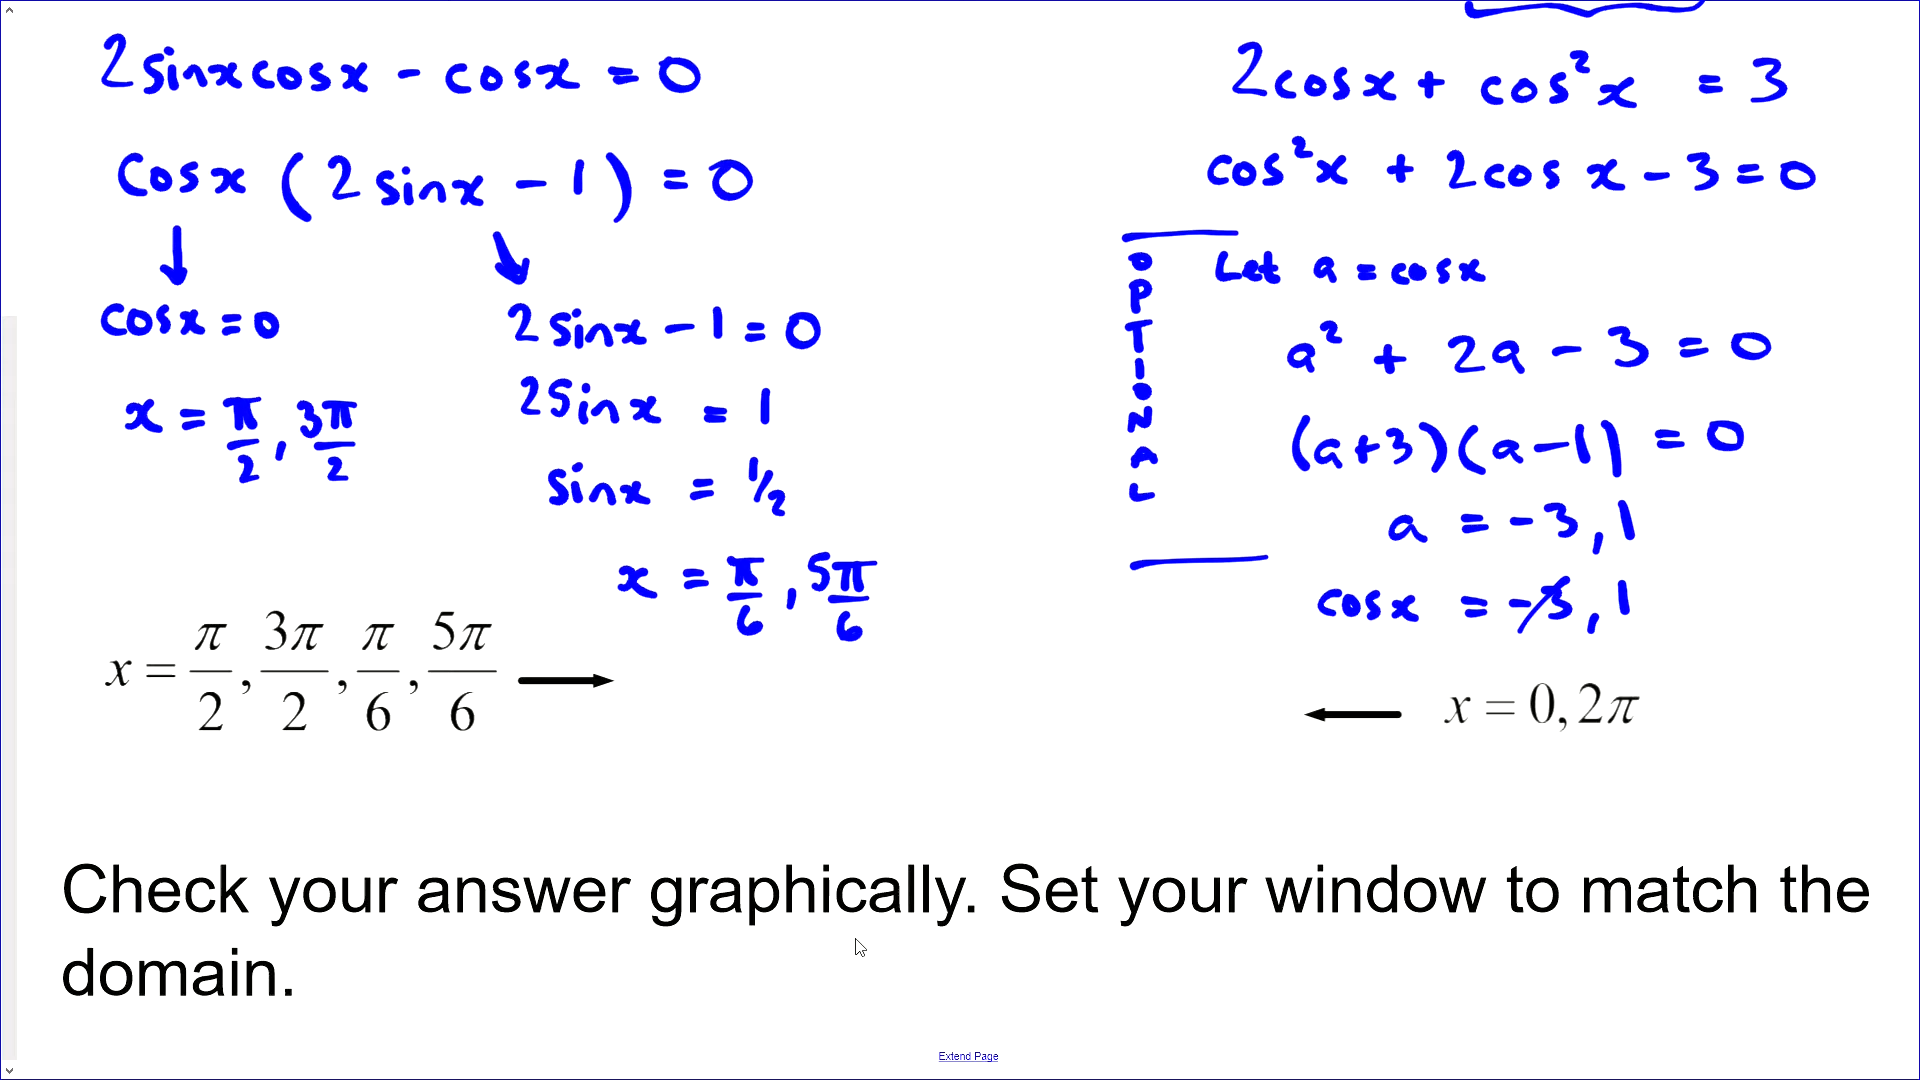 2sinxcosx - cosx = 0
cosx (2sinx - 1) = 0
cosx = 0
x = π/2, 3π/2
2sinx - 1 = 0
2sinx = 1
sinx = 1/2
x = π/6, 5π/6
x = π/2, 3π/2, π/6, 5π/6
2cosx + cos²x = 3
cos²x + 2cosx - 3 = 0
OPTIONAL
Let a = cosx
a² + 2a - 3 = 0
(a+3)(a-1) = 0
a = -3, 1
cosx = -3, 1
x = 0, 2π
Check your answer graphically. Set your window to match the
domain.
Extend Page